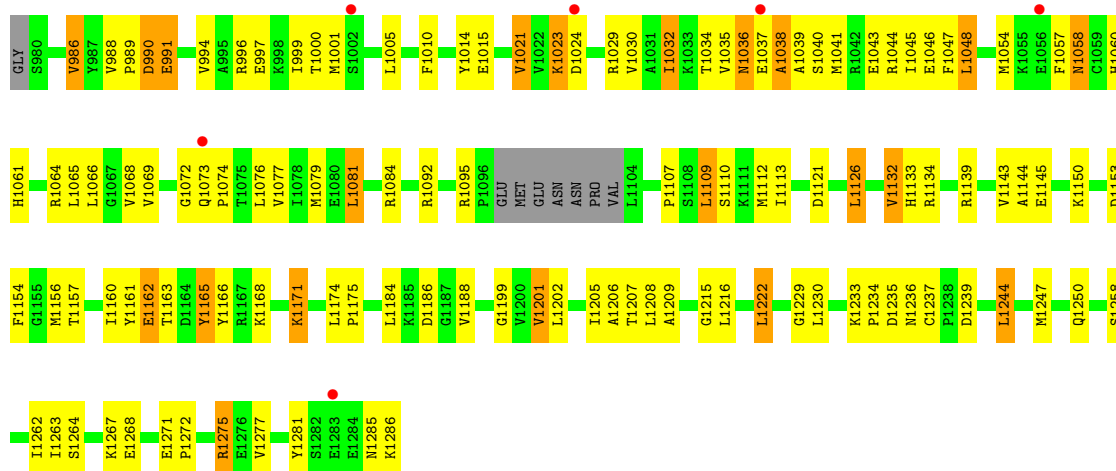 GLY S980 V986 Y987 V988 P989 D990 E991 V994 A995 R996 E997 K998 I999 T1000 M1001 S1002 L1005 F1010 Y1014 E1015 V1021 V1022 K1023 D1024 R1029 V1030 A1031 I1032 K1033 T1034 V1035 N1036 E1037 A1038 A1039 S1040 M1041 R1042 E1043 R1044 I1045 E1046 F1047 L1048 M1054 K1055 E1056 F1057 N1058 C1059 H1060
H1061 R1064 L1065 L1066 G1067 V1068 V1069 G1072 Q1073 P1074 T1075 L1076 V1077 I1078 M1079 E1080 L1081 R1084 R1092 R1095 P1096 GLU MET GLU ASN ASN PRO VAL L1104 P1107 S1108 L1109 S1110 K1111 M1112 I1113 D1121 L1126 V1132 H1133 R1134 R1139 V1143 A1144 E1145 K1150 D1153
F1154 G1155 M1156 T1157 I1160 Y1161 E1162 T1163 D1164 Y1165 R1166 R1167 K1168 K1171 L1174 P1175 L1184 K1185 D1186 G1187 V1188 G1199 V1200 V1201 L1202 I1205 A1206 T1207 L1208 A1209 G1215 L1216 L1222 G1229 L1230 K1233 P1234 D1235 N1236 C1237 P1238 D1239 L1244 M1247 Q1250 S1258
I1262 I1263 S1264 K1267 E1268 E1271 P1272 R1275 E1276 V1277 Y1281 S1282 E1283 E1284 N1285 K1286